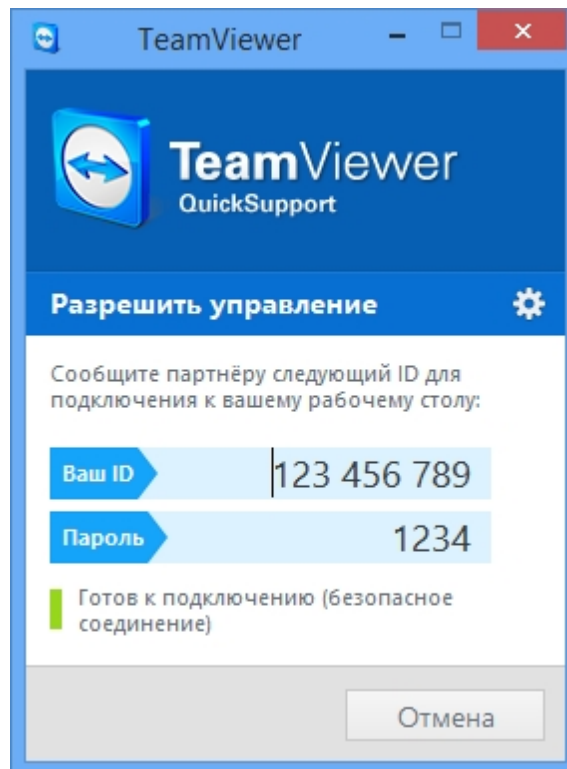 TeamViewer
TeamViewer
QuickSupport
Разрешить управление
Сообщите партнёру следующий ID для
подключения к вашему рабочему столу:
Ваш ID 123 456 789
Пароль 1234
Готов к подключению (безопасное
соединение)
Отмена